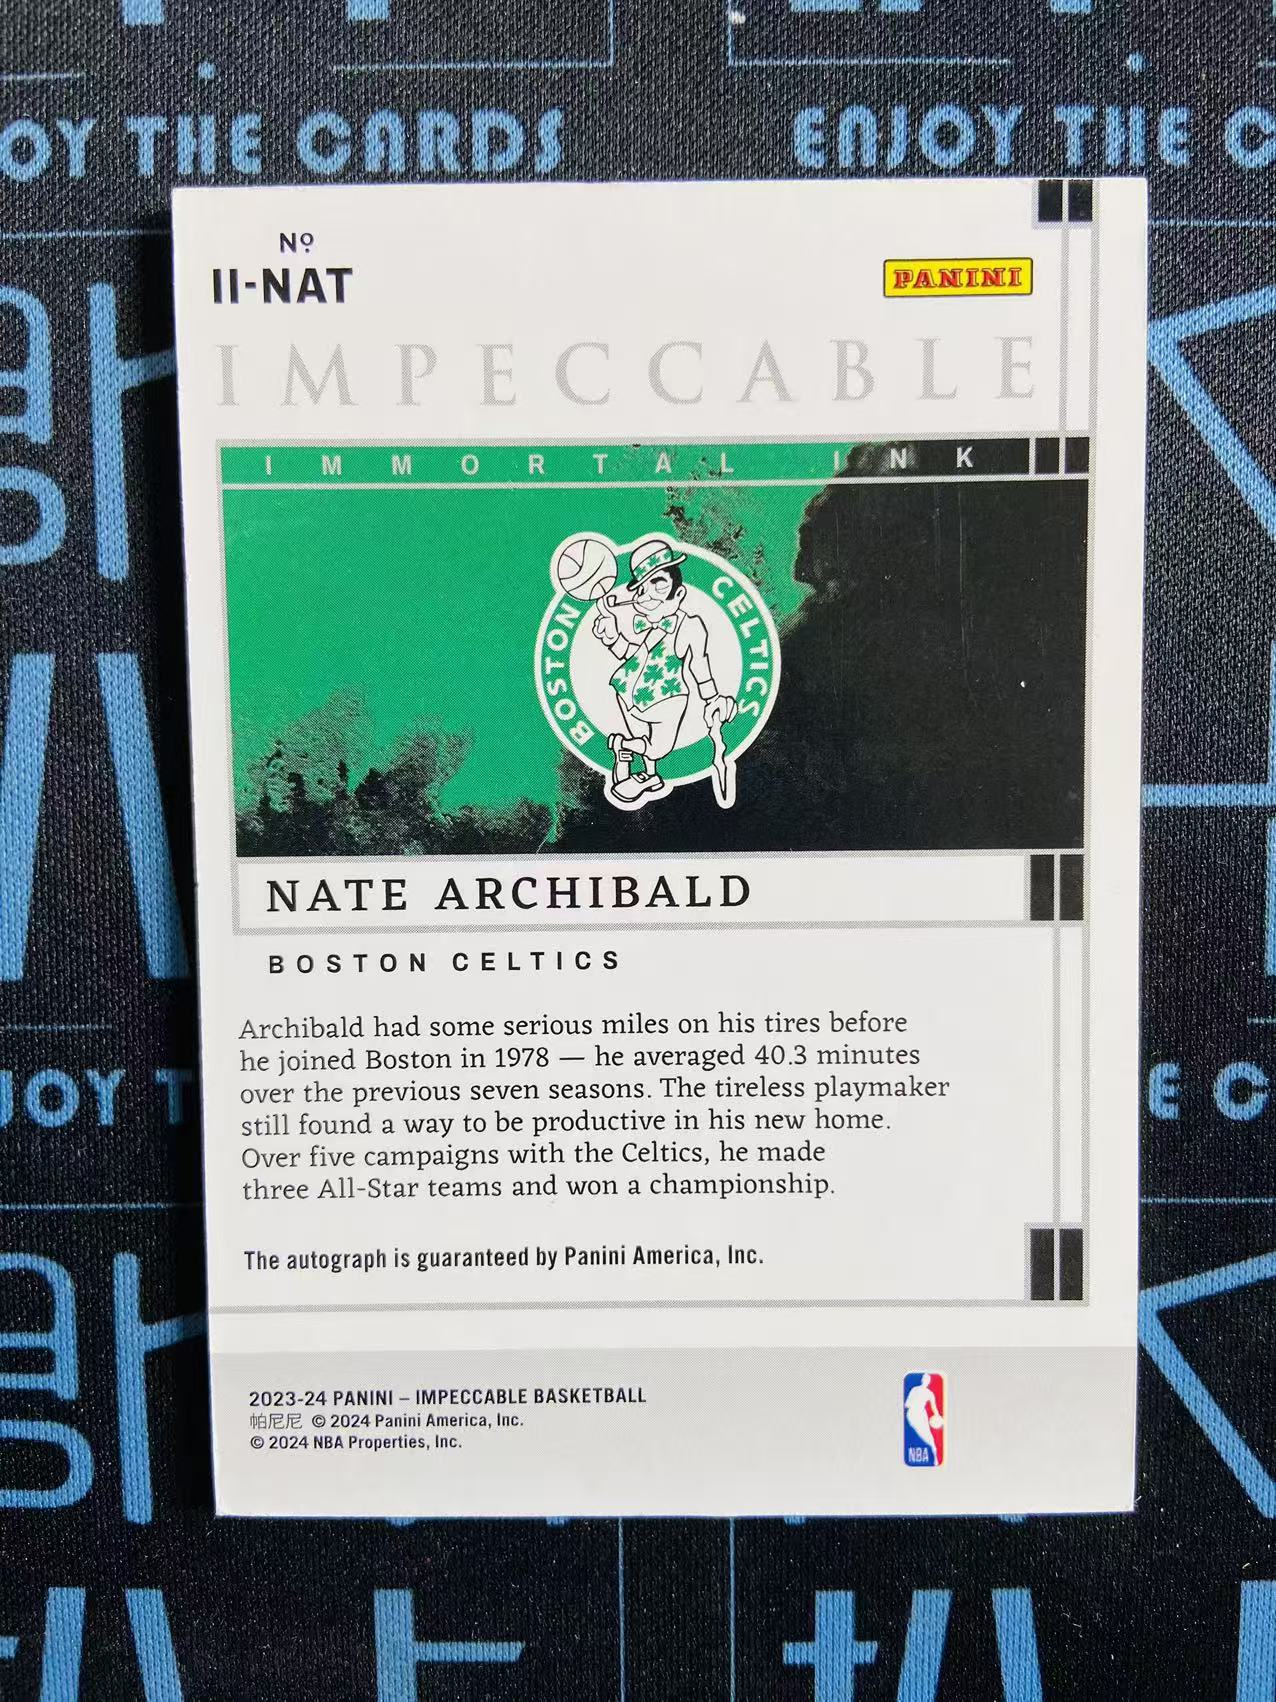 OY THE CARDS
ENJOY THE C
Nº
II-NAT
PANINI
IMPECCABLE
IMMORTAL INK
BOSTON CELTICS
NATE ARCHIBALD
BOSTON CELTICS
Archibald had some serious miles on his tires before
he joined Boston in 1978 — he averaged 40.3 minutes
over the previous seven seasons. The tireless playmaker
still found a way to be productive in his new home.
Over five campaigns with the Celtics, he made
three All-Star teams and won a championship.
The autograph is guaranteed by Panini America, Inc.
JOY T
E C
2023-24 PANINI – IMPECCABLE BASKETBALL
帕尼尼 © 2024 Panini America, Inc.
© 2024 NBA Properties, Inc.
NBA